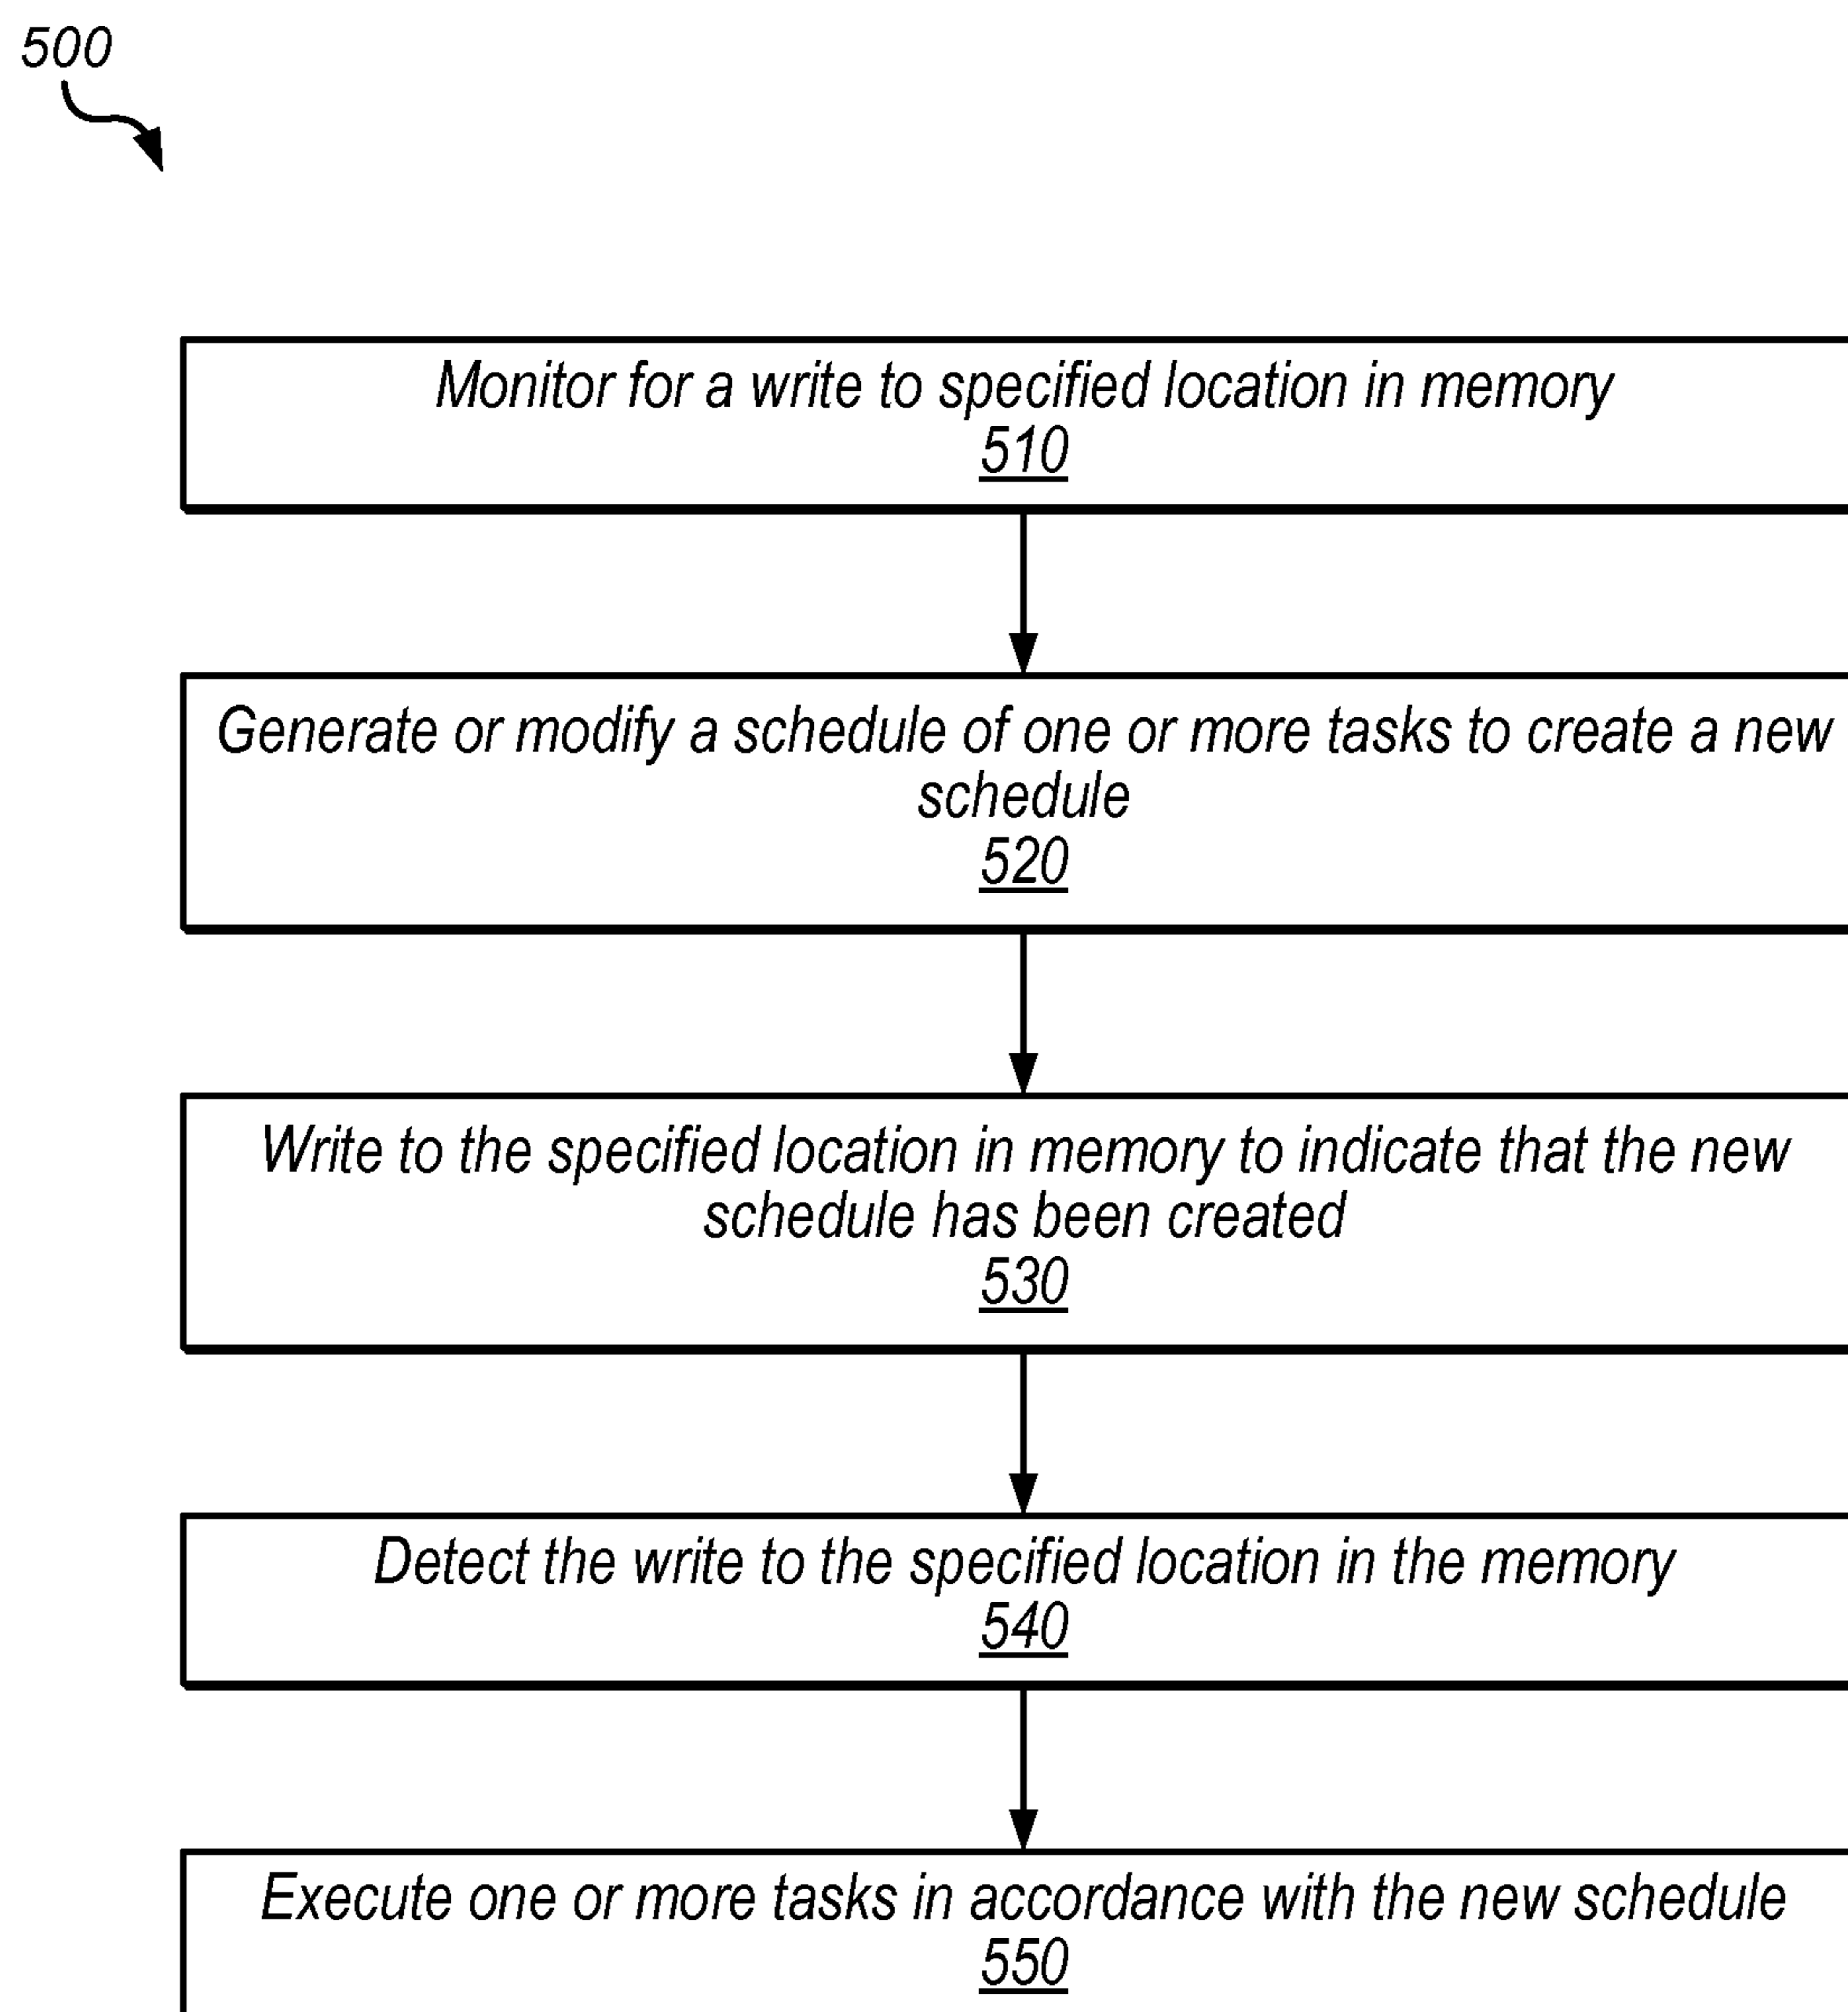 500
Monitor for a write to specified location in memory
510
Generate or modify a schedule of one or more tasks to create a new
schedule
520
Write to the specified location in memory to indicate that the new
schedule has been created
530
Detect the write to the specified location in the memory
540
Execute one or more tasks in accordance with the new schedule
550